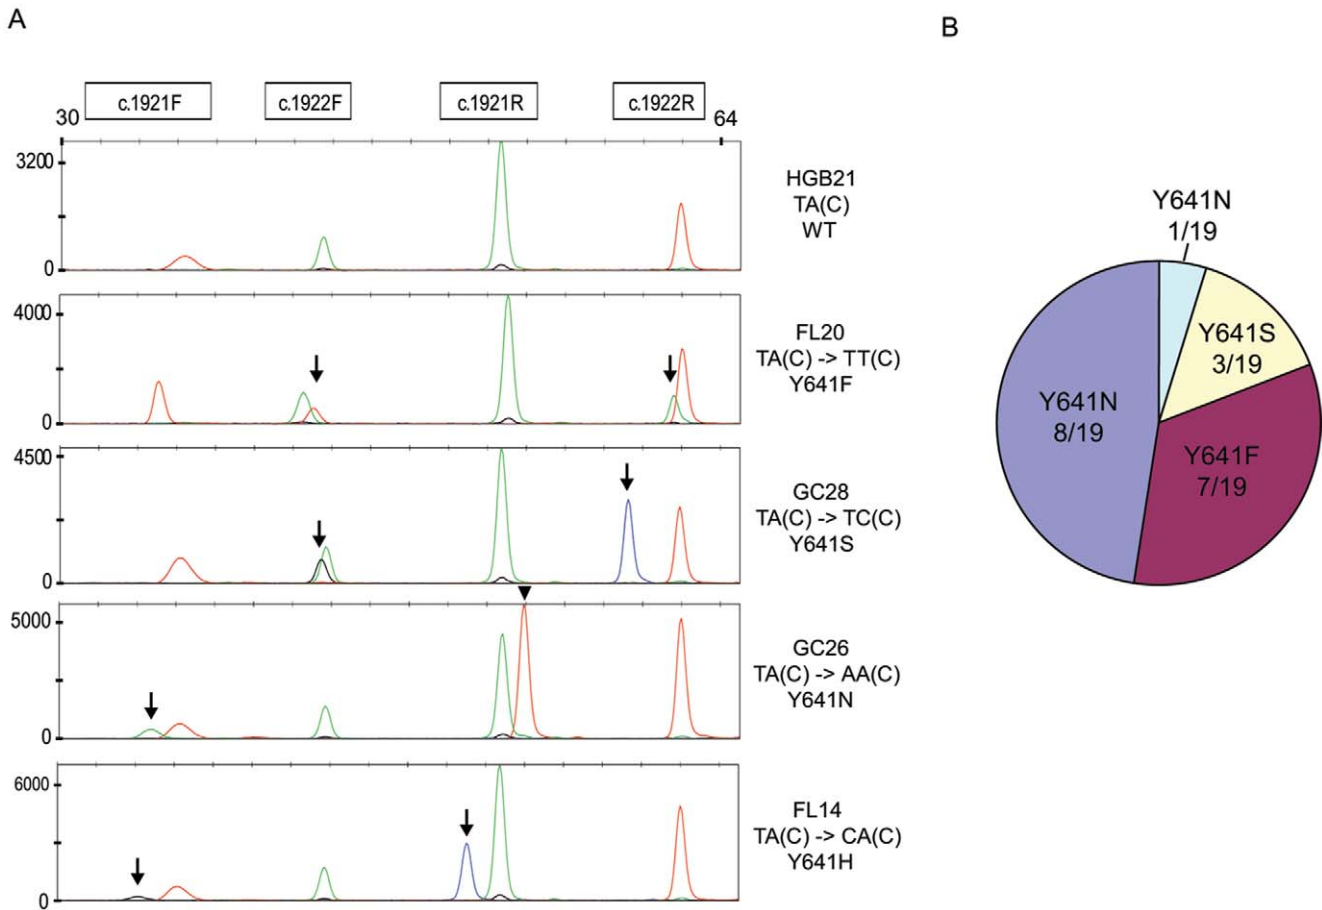 A
B
c.1921F c.1922F c.1921R c.1922R
30 64
3200
0
HGB21
TA(C)
WT
4000
0
FL20
TA(C) -> TT(C)
Y641F
4500
0
GC28
TA(C) -> TC(C)
Y641S
5000
0
GC26
TA(C) -> AA(C)
Y641N
6000
0
FL14
TA(C) -> CA(C)
Y641H
Y641N
1/19
Y641S
3/19
Y641F
7/19
Y641N
8/19